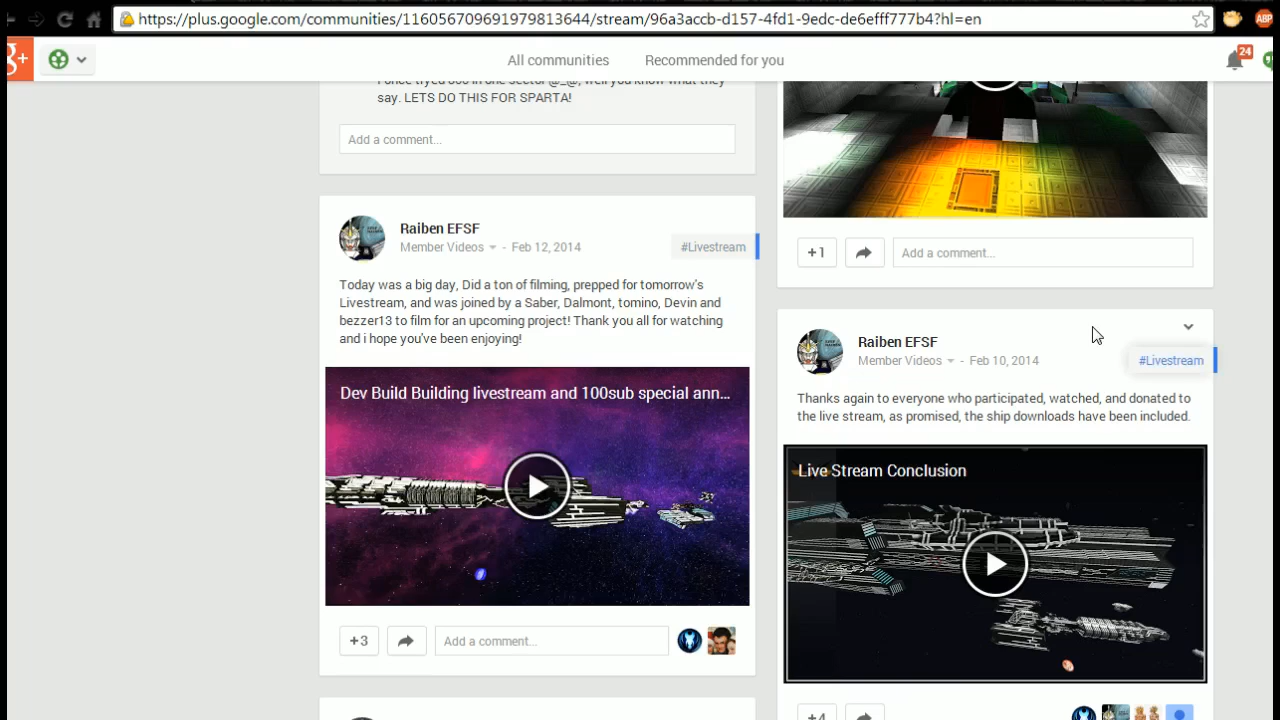 https://plus.google.com/communities/116056709691979813644/stream/96a3accb-d157-4fd1-9edc-de6efff777b4?hl=en
ABP
g+
All communities
Recommended for you
24
in one sector @_@, well you know what they
say. LETS DO THIS FOR SPARTA!
Add a comment...
Raiben EFSF
Member Videos - Feb 12, 2014
#Livestream
Today was a big day, Did a ton of filming, prepped for tomorrow's
Livestream, and was joined by a Saber, Dalmont, tomino, Devin and
bezzer13 to film for an upcoming project! Thank you all for watching
and i hope you've been enjoying!
Dev Build Building livestream and 100sub special ann...
+3
Add a comment...
+1
Add a comment...
Raiben EFSF
Member Videos - Feb 10, 2014
#Livestream
Thanks again to everyone who participated, watched, and donated to
the live stream, as promised, the ship downloads have been included.
Live Stream Conclusion
+4